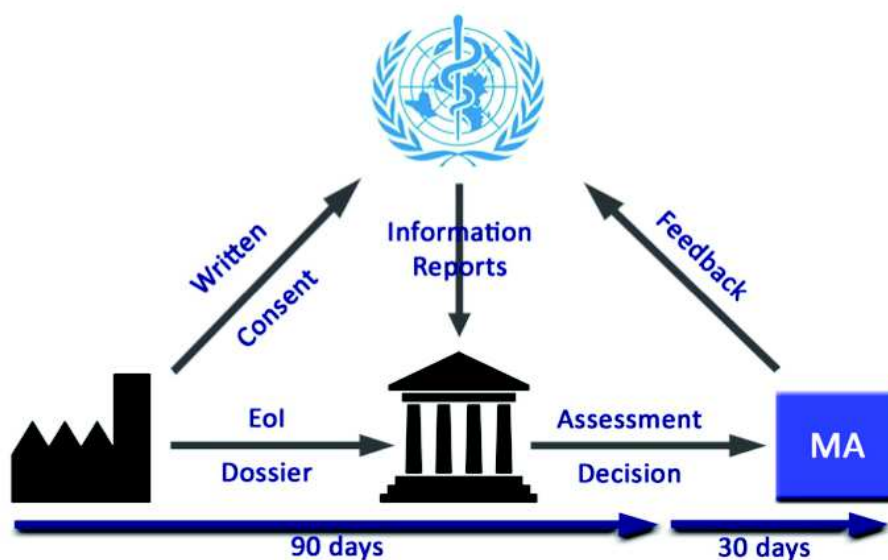 Written
Consent
Information
Reports
Feedback
EoI
Dossier
Assessment
Decision
MA
90 days
30 days